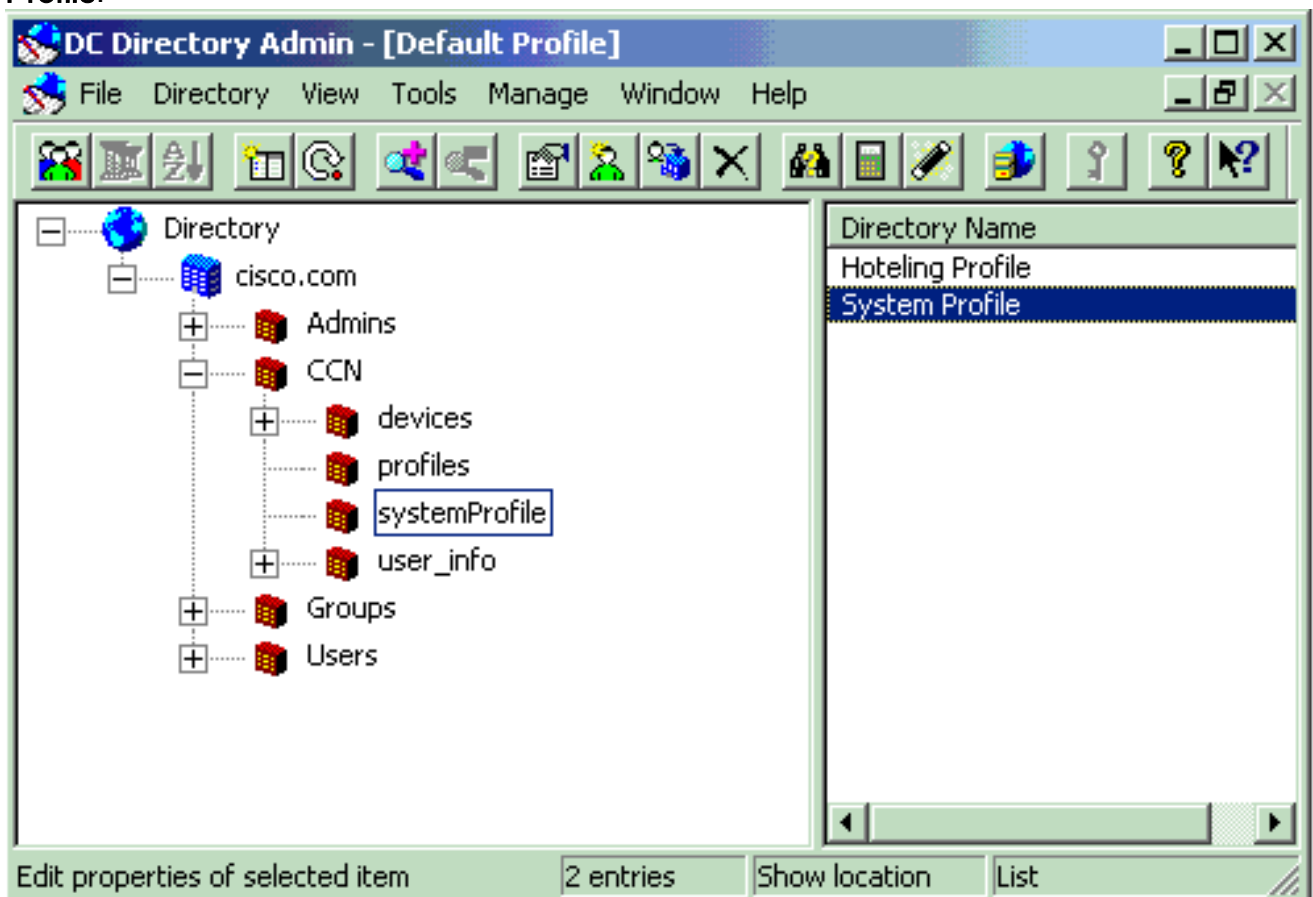 DC Directory Admin - [Default Profile]
File Directory View Tools Manage Window Help
Directory
cisco.com
Admins
CCN
devices
profiles
systemProfile
user_info
Groups
Users
Directory Name
Hoteling Profile
System Profile
Edit properties of selected item 2 entries Show location List